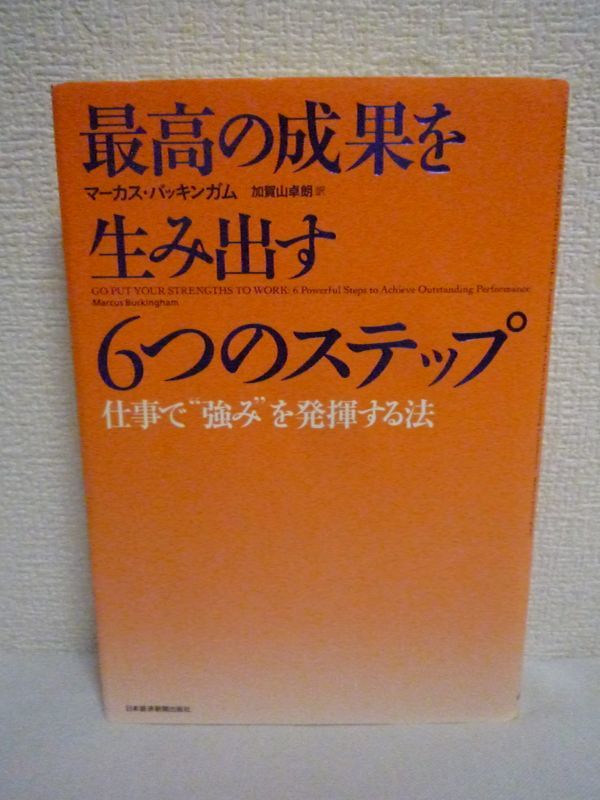 最高の成果を
マーカス・バッキンガム 加賀山卓朗 訳
生み出す
GO PUT YOUR STRENGTHS TO WORK: 6 Powerful Steps to Achieve Outstanding Performance
Marcus Buckingham
6つのステップ
仕事で“強み”を発揮する法
日本経済新聞出版社